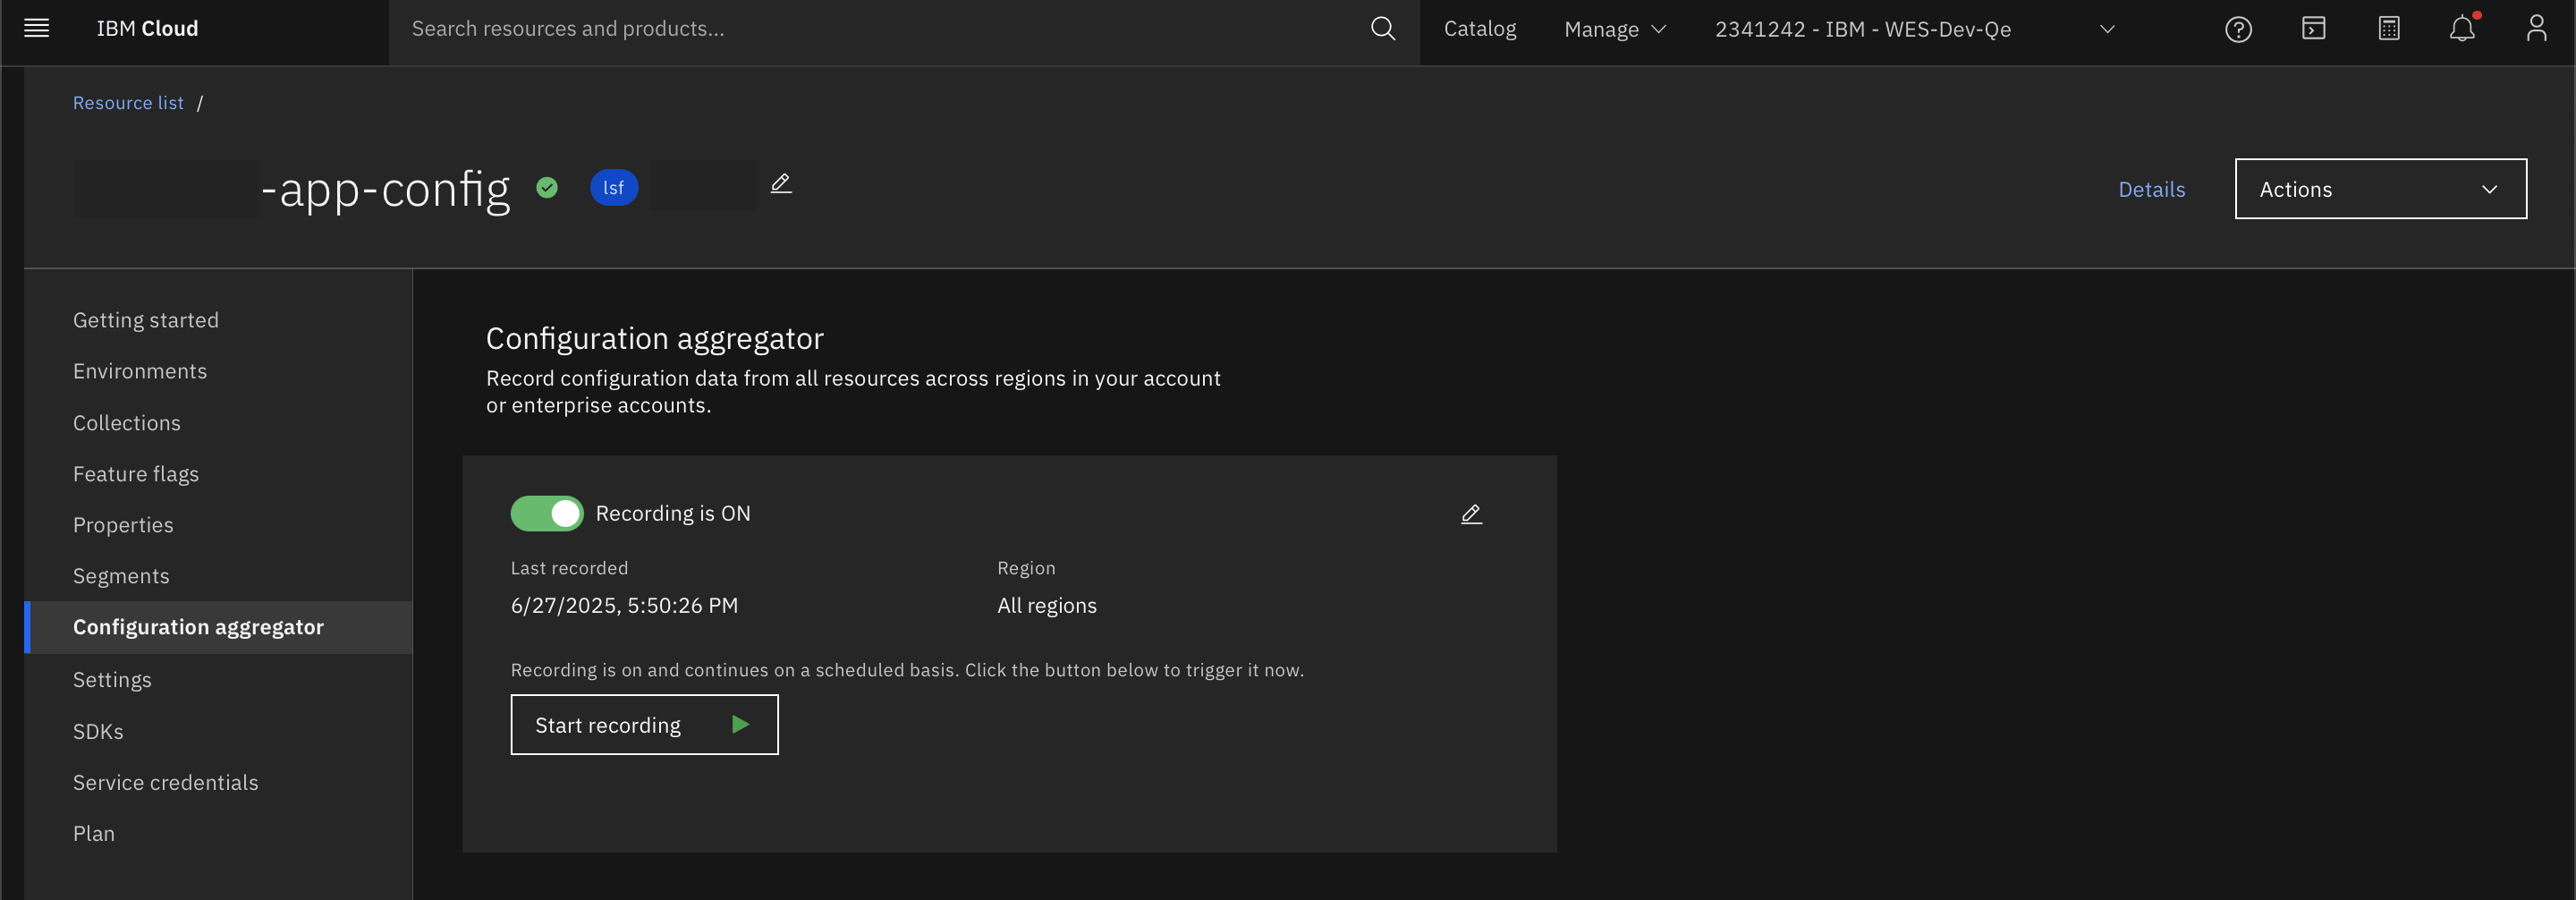 IBM Cloud
Search resources and products...
Catalog
Manage
2341242 - IBM - WES-Dev-Qe
Resource list /
-app-config
lsf
Details
Actions
Getting started
Environments
Collections
Feature flags
Properties
Segments
Configuration aggregator
Settings
SDKs
Service credentials
Plan
Configuration aggregator
Record configuration data from all resources across regions in your account
or enterprise accounts.
Recording is ON
Last recorded
6/27/2025, 5:50:26 PM
Region
All regions
Recording is on and continues on a scheduled basis. Click the button below to trigger it now.
Start recording